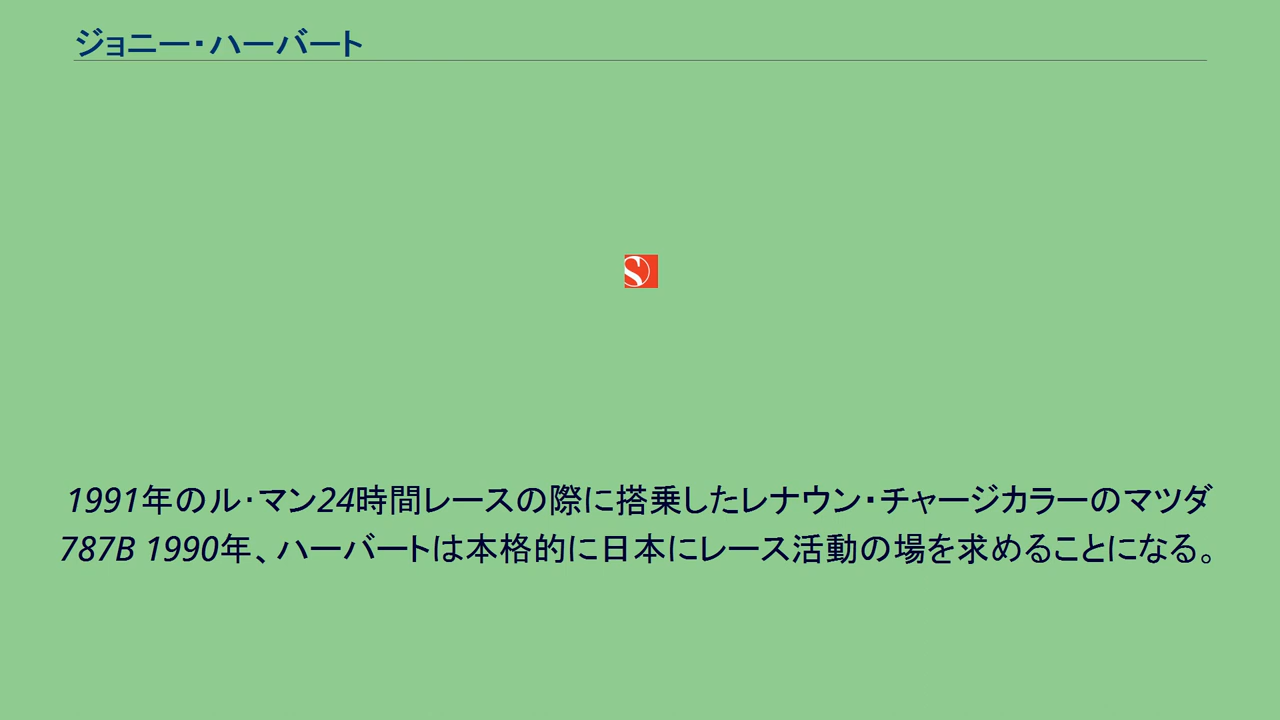 ジョニー・ハーバート
S
1991年のル・マン24時間レースの際に搭乗したレナウン・チャージカラーのマツダ
787B 1990年、ハーバートは本格的に日本にレース活動の場を求めることになる。